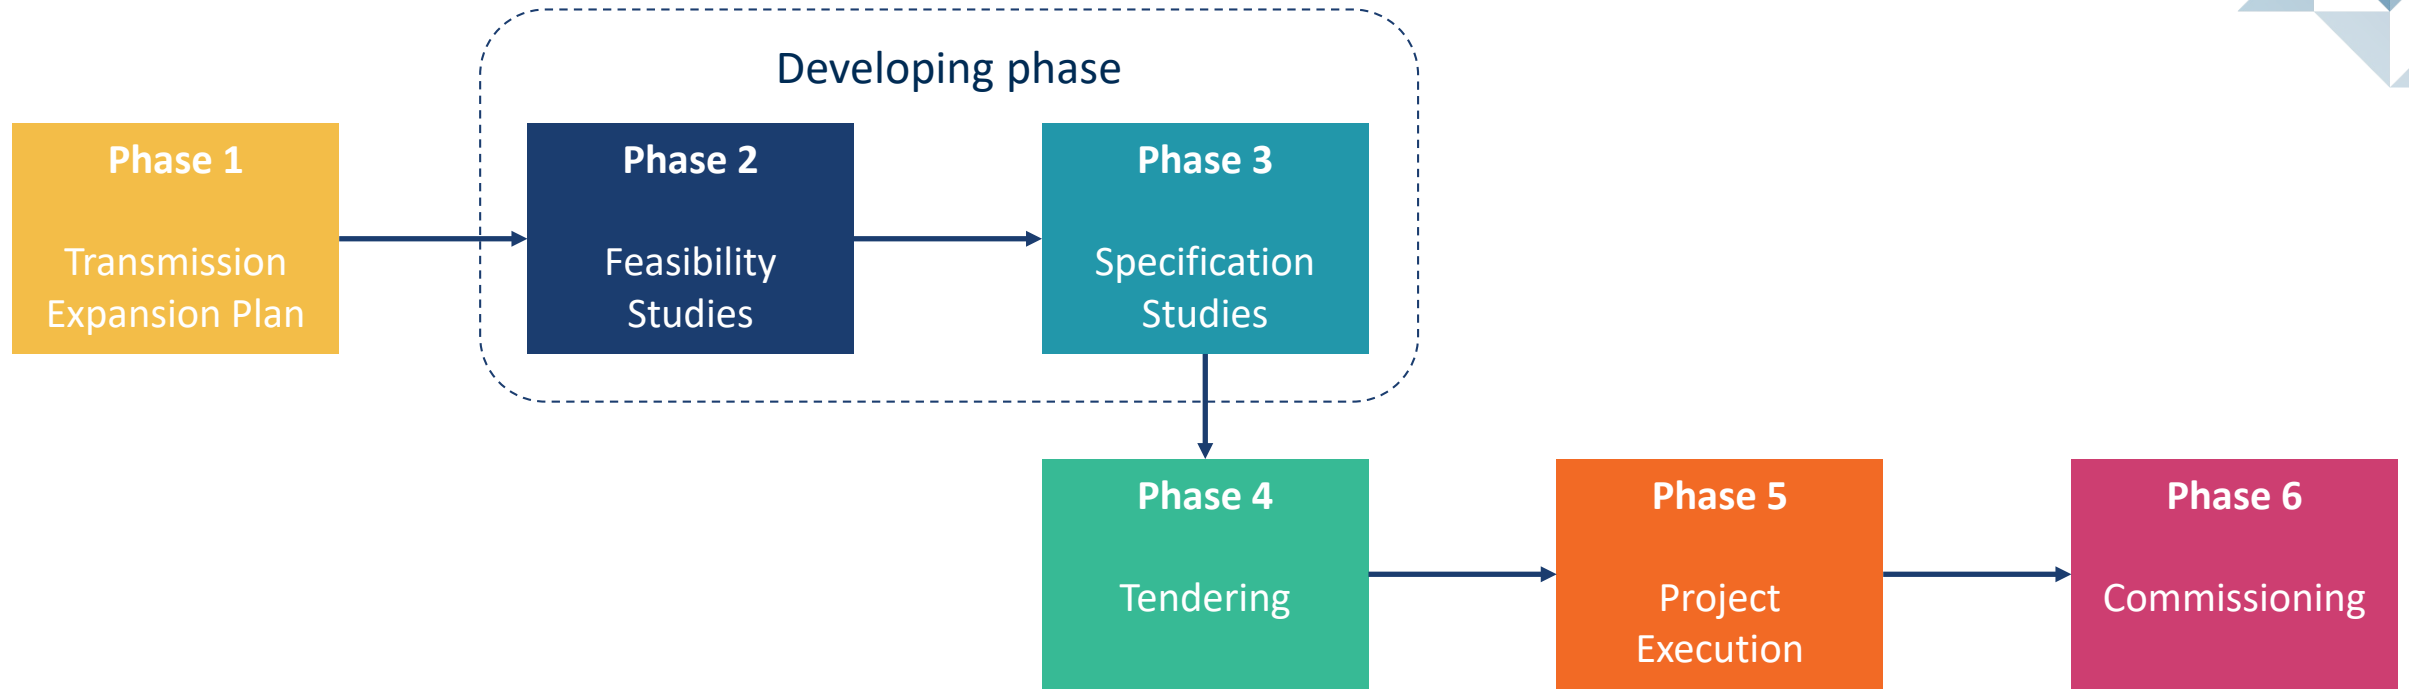 Developing phase
Phase 1
Transmission
Expansion Plan
Phase 2
Feasibility
Studies
Phase 3
Specification
Studies
Phase 4
Tendering
Phase 5
Project
Execution
Phase 6
Commissioning